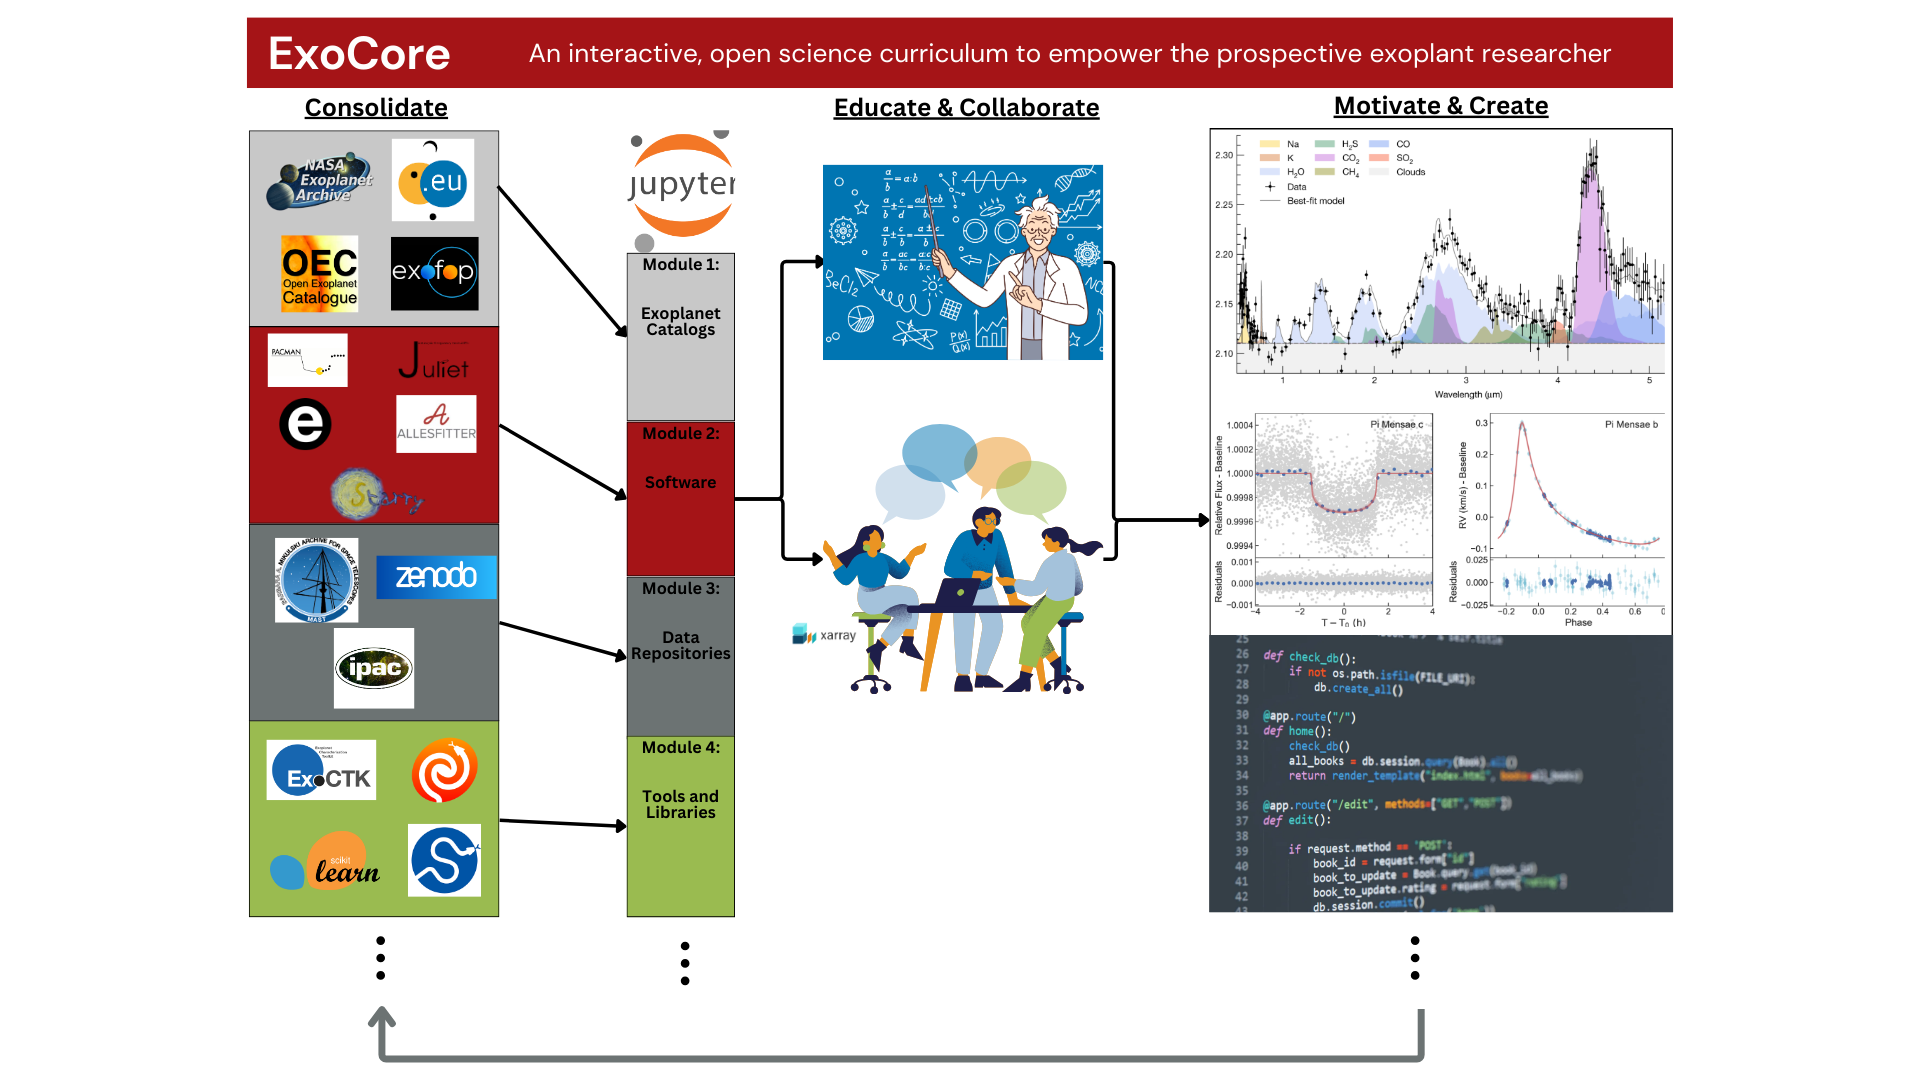 ExoCore
An interactive, open science curriculum to empower the prospective exoplant researcher
Consolidate
Educate & Collaborate
Motivate & Create
NASA
Exoplanet
Archive
.eu
OEC
Open Exoplanet
Catalogue
exofop
PACMAN
Juliet
e
ALLESFITTER
Starry
MIKULSKI ARCHIVE FOR SPACE TELESCOPES
MAST
zenodo
ipac
ExoCTK
scikit
learn
jupyter
Module 1:
Exoplanet
Catalogs
Module 2:
Software
Module 3:
Data
Repositories
Module 4:
Tools and
Libraries
xarray
Na
K
H₂O
H₂S
CO₂
CH₄
CO
SO₂
Clouds
Data
Best-fit model
2.30
2.25
2.20
2.15
2.10
1 2 3 4 5
Wavelength (μm)
Pi Mensae c
Relative Flux - Baseline
1.0004
1.0002
1.0000
0.9998
0.9996
0.9994
Residuals
0.001
0.000
−0.001
−4 −2 0 2 4
T − T₀ (h)
Pi Mensae b
RV (km/s) - Baseline
0.3
0.2
0.1
0.0
−0.1
Residuals
0.025
0.000
−0.025
−0.2 0.0 0.2 0.4 0.6
Phase
25
26 def check_db():
27 if not os.path.isfile(FILE_URI):
28 db.create_all()
29
30 @app.route("/")
31 def home():
32 check_db()
33 all_books = db.session.query(Book).all()
34 return render_template("index.html",
35
36 @app.route("/edit", methods=["GET","POST"])
37 def edit():
38
39 if request.method == 'POST':
40 book_id = request.form["id"]
41 book_to_update = Book.query.get(book_id)
42 book_to_update.rating = request.form["rating"]
db.session.commit()